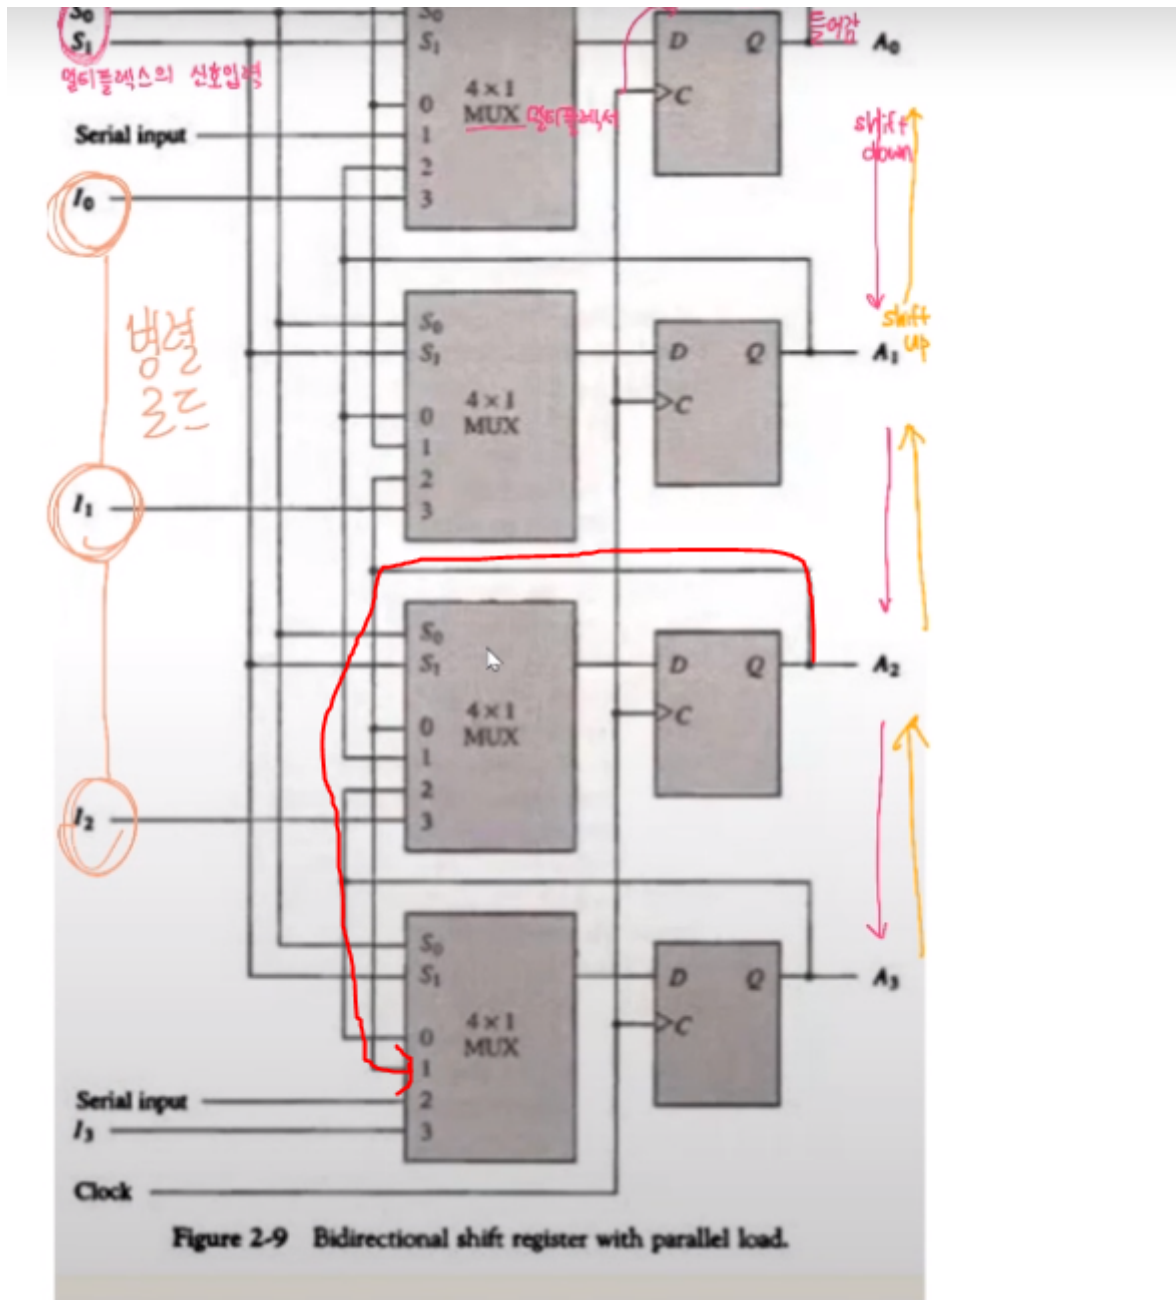 S₀ S₀
S₁ S₁ D Q 들어감 A₀
멀티플렉스의 신호입력
4 × 1
MUX 멀티플렉서
0 C
Serial input 1
shift
down
2
I₀ 3
병렬
로드
S₀ shift
up
S₁ D Q A₁
4 × 1
MUX
C
0
1
2
I₁ 3
S₀
S₁ D Q A₂
4 × 1
MUX
C
0
1
2
I₂ 3
S₀
S₁ D Q A₃
4 × 1
MUX
C
0
1
Serial input 2
I₃ 3
Clock
Figure 2-9 Bidirectional shift register with parallel load.